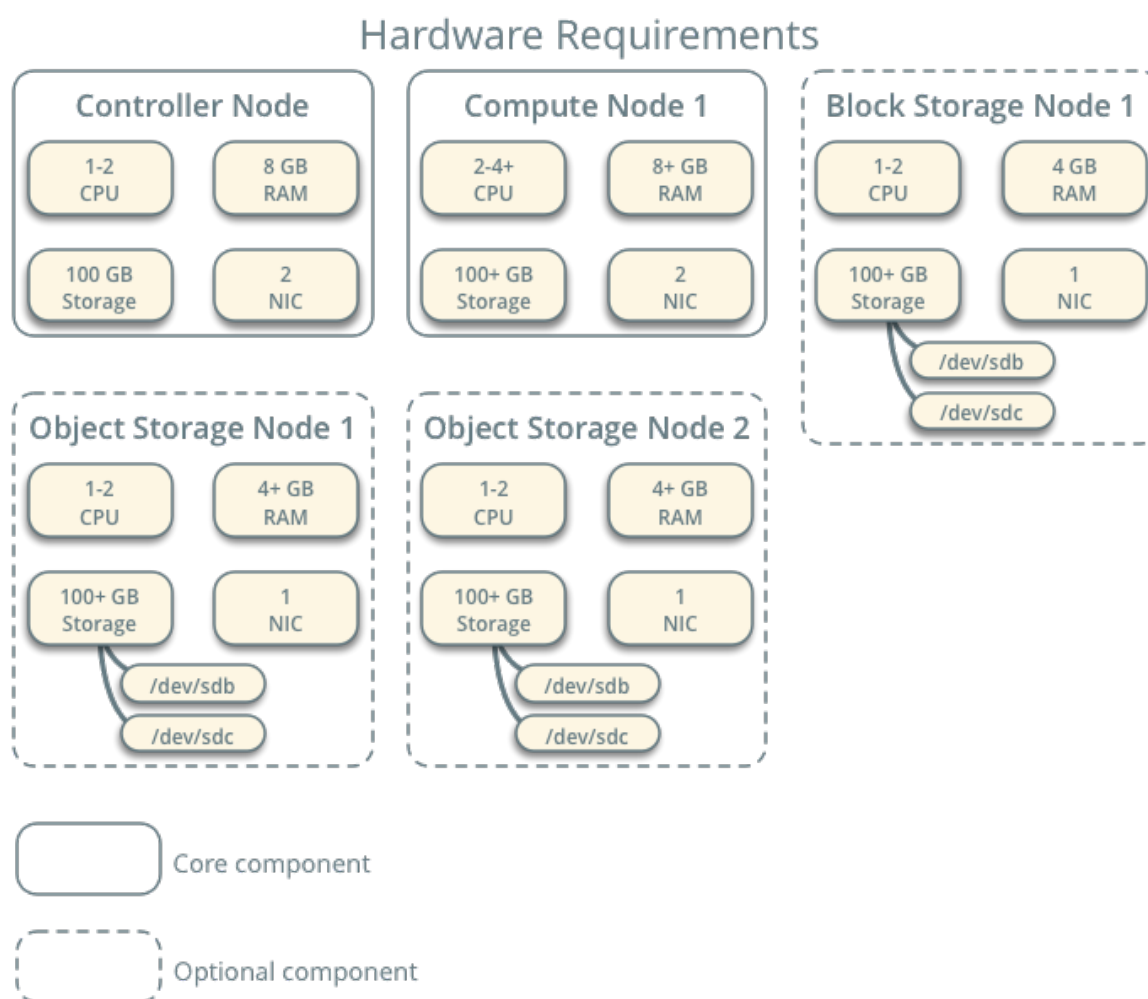 Hardware Requirements
Controller Node
1-2
CPU
8 GB
RAM
100 GB
Storage
2
NIC
Compute Node 1
2-4+
CPU
8+ GB
RAM
100+ GB
Storage
2
NIC
Block Storage Node 1
1-2
CPU
4 GB
RAM
100+ GB
Storage
1
NIC
/dev/sdb
/dev/sdc
Object Storage Node 1
1-2
CPU
4+ GB
RAM
100+ GB
Storage
1
NIC
/dev/sdb
/dev/sdc
Object Storage Node 2
1-2
CPU
4+ GB
RAM
100+ GB
Storage
1
NIC
/dev/sdb
/dev/sdc
Core component
Optional component